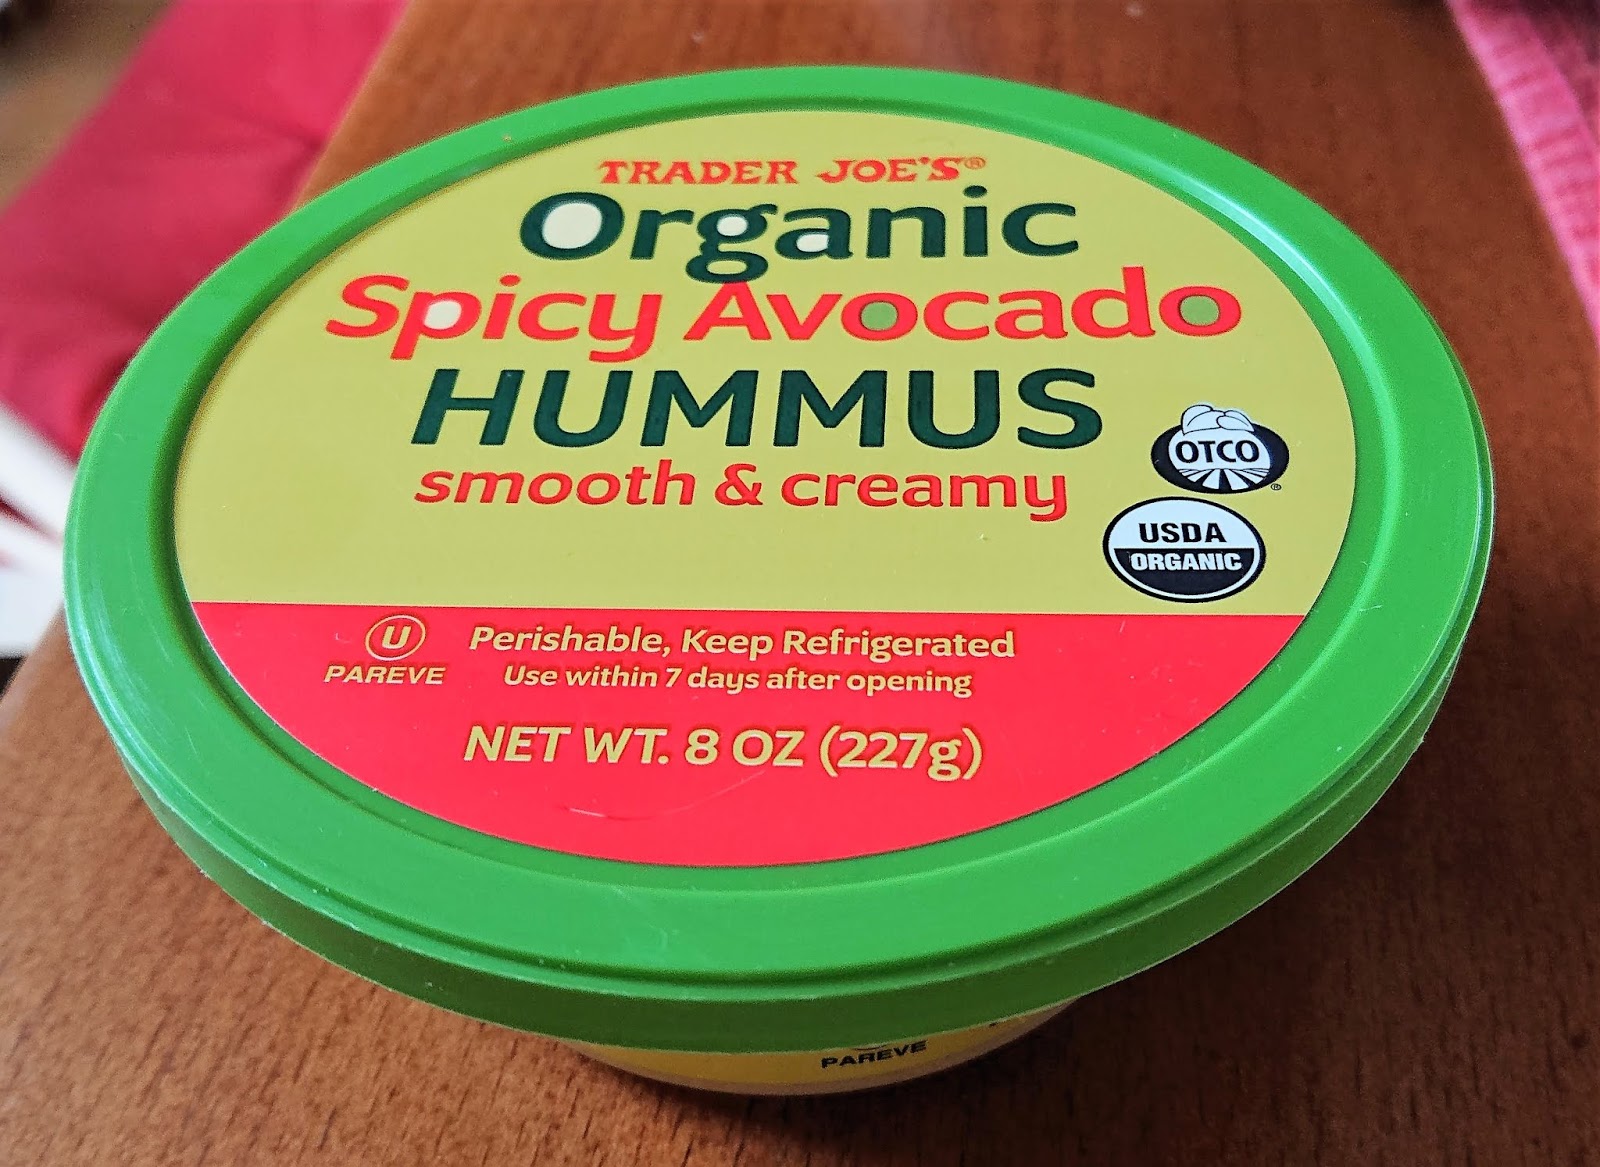 TRADER JOE'S®
Organic
Spicy Avocado
HUMMUS
smooth & creamy
OTCO
®
USDA
ORGANIC
U
PAREVE
Perishable, Keep Refrigerated
Use within 7 days after opening
NET WT. 8 OZ (227g)
PAREVE